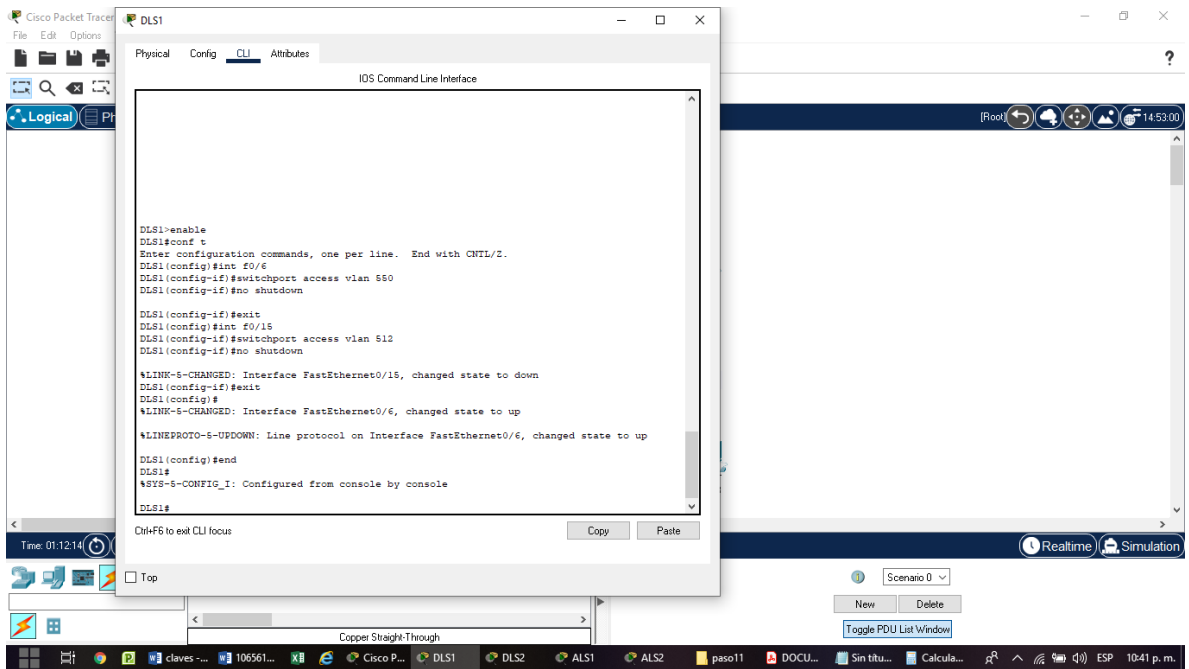 Cisco Packet Tracer
DLS1
File Edit Options
Physical Config CLI Attributes
IOS Command Line Interface
Logical
Ph
[Root]
14:53:00
DLS1>enable
DLS1#conf t
Enter configuration commands, one per line. End with CNTL/Z.
DLS1(config)#int f0/6
DLS1(config-if)#switchport access vlan 550
DLS1(config-if)#no shutdown
DLS1(config-if)#exit
DLS1(config)#int f0/15
DLS1(config-if)#switchport access vlan 512
DLS1(config-if)#no shutdown
%LINK-5-CHANGED: Interface FastEthernet0/15, changed state to down
DLS1(config-if)#exit
DLS1(config)#
%LINK-5-CHANGED: Interface FastEthernet0/6, changed state to up
%LINEPROTO-5-UPDOWN: Line protocol on Interface FastEthernet0/6, changed state to up
DLS1(config)#end
DLS1#
%SYS-5-CONFIG_I: Configured from console by console
DLS1#
Ctrl+F6 to exit CLI focus
Copy
Paste
Time: 01:12:14
Realtime
Simulation
Top
Scenario 0
New
Delete
Toggle PDU List Window
Copper Straight-Through
claves -...
106561...
Cisco P...
DLS1
DLS2
ALS1
ALS2
paso11
DOCU...
Sin títu...
Calcula...
ESP
10:41 p. m.